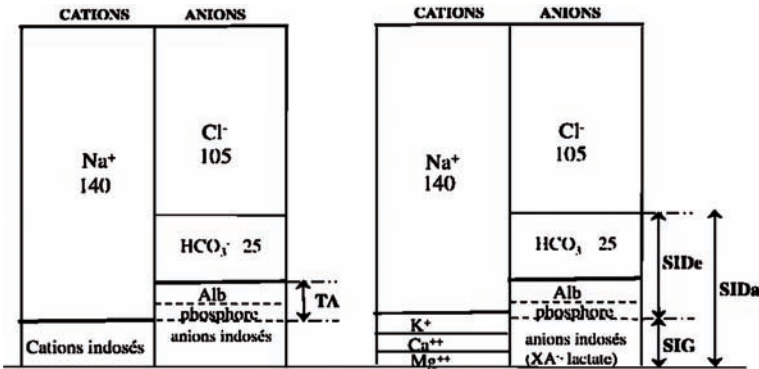 CATIONS
ANIONS
Na+
140
Cl-
105
HCO3- 25
Alb
phosphore
anions indosés
Cations indosés
TA
CATIONS
ANIONS
Na+
140
Cl-
105
HCO3 25
Alb
phosphore
anions indosés
(XA- lactate)
K+
Ca++
Mg++
SIDe
SIDa
SIG